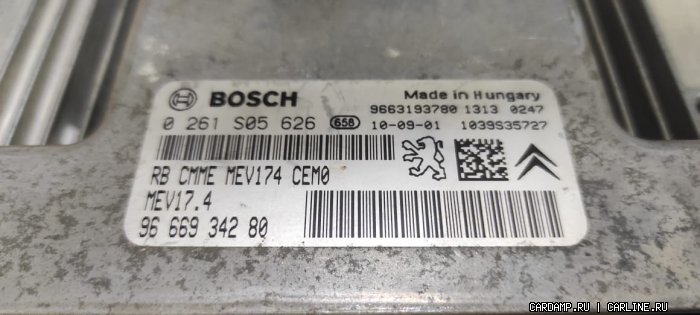 BOSCH
Made in Hungary
9663193780 1313 0247
0 261 S05 626 658 10-09-01 1039S35727
RB CMME MEV174 CEM0
MEV17.4
96 669 342 80
CARDAMP.RU | CARLINE.RU